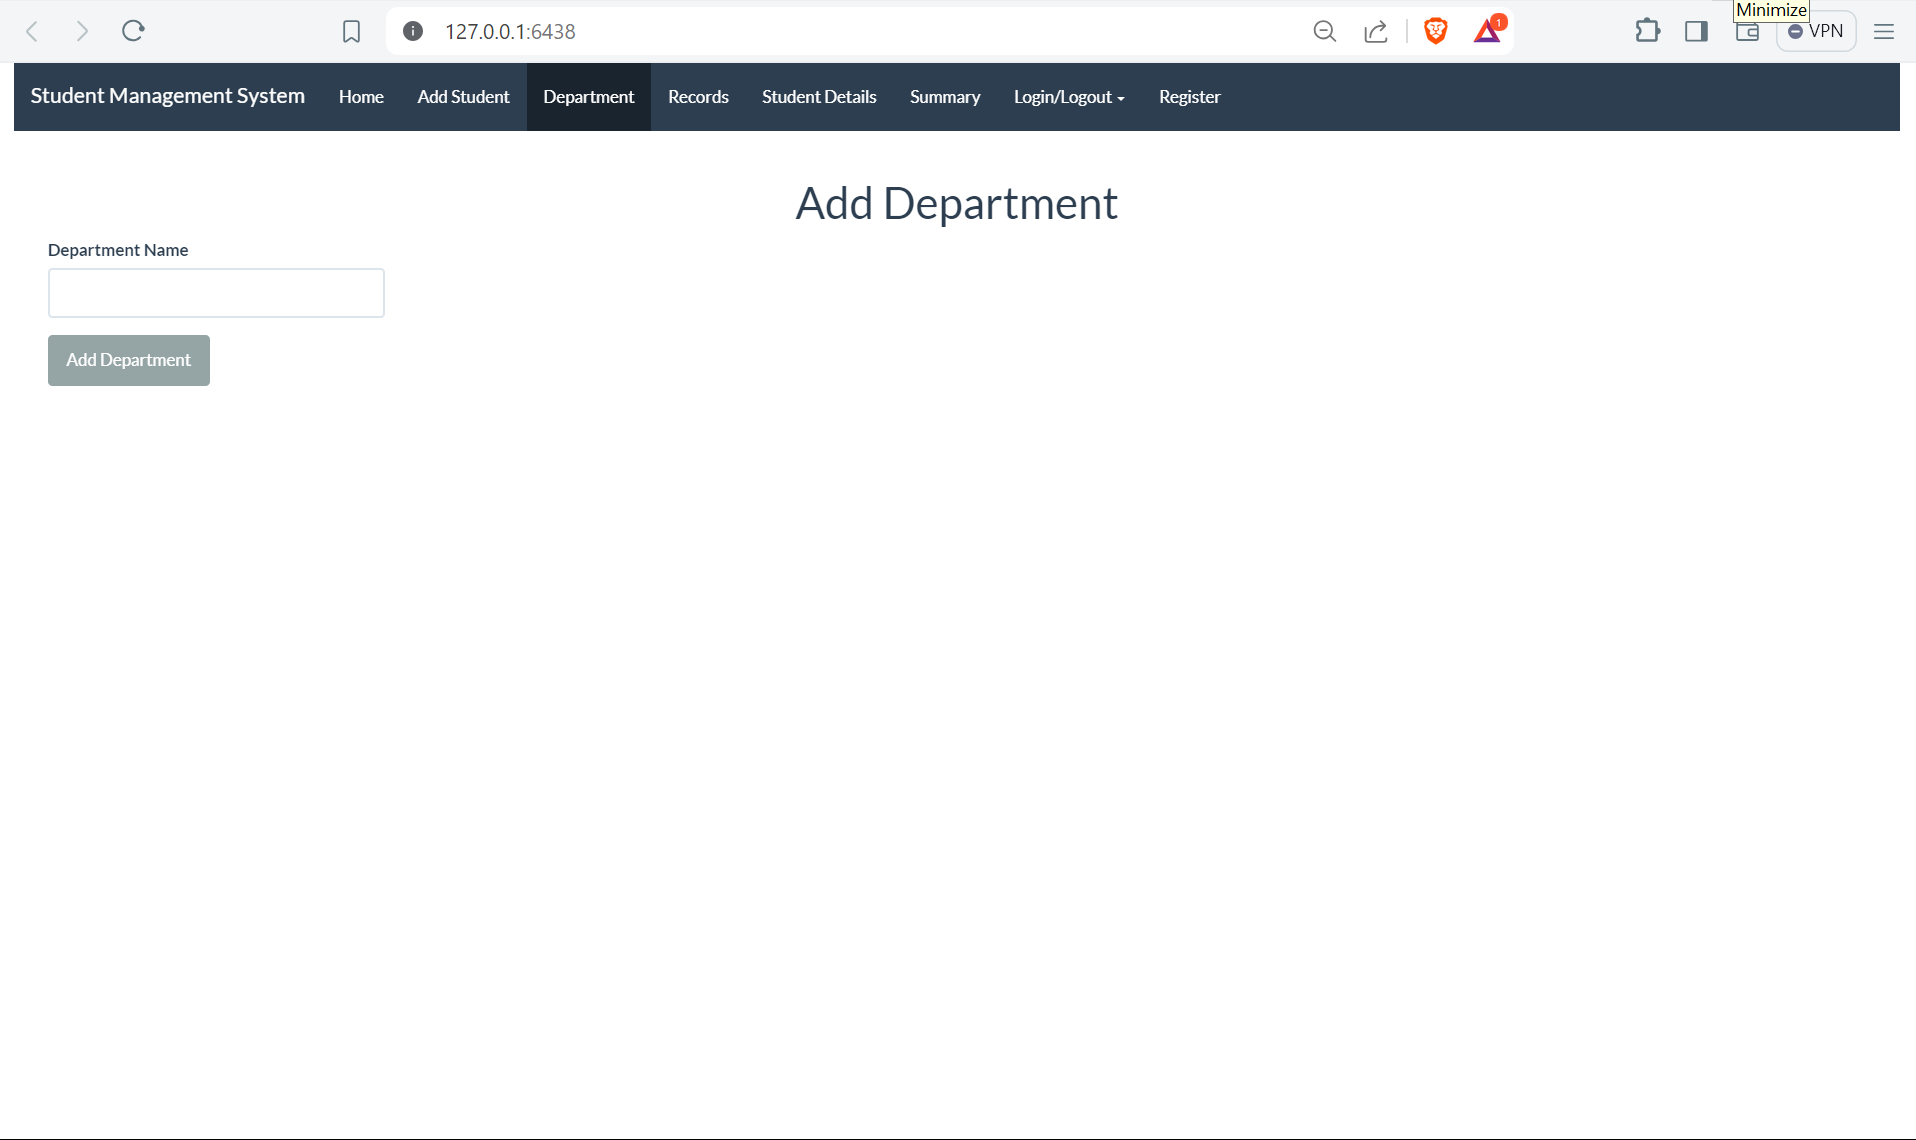 Minimize
127.0.0.1:6438
1
VPN
Student Management System Home Add Student Department Records Student Details Summary Login/Logout Register
Add Department
Department Name
Add Department